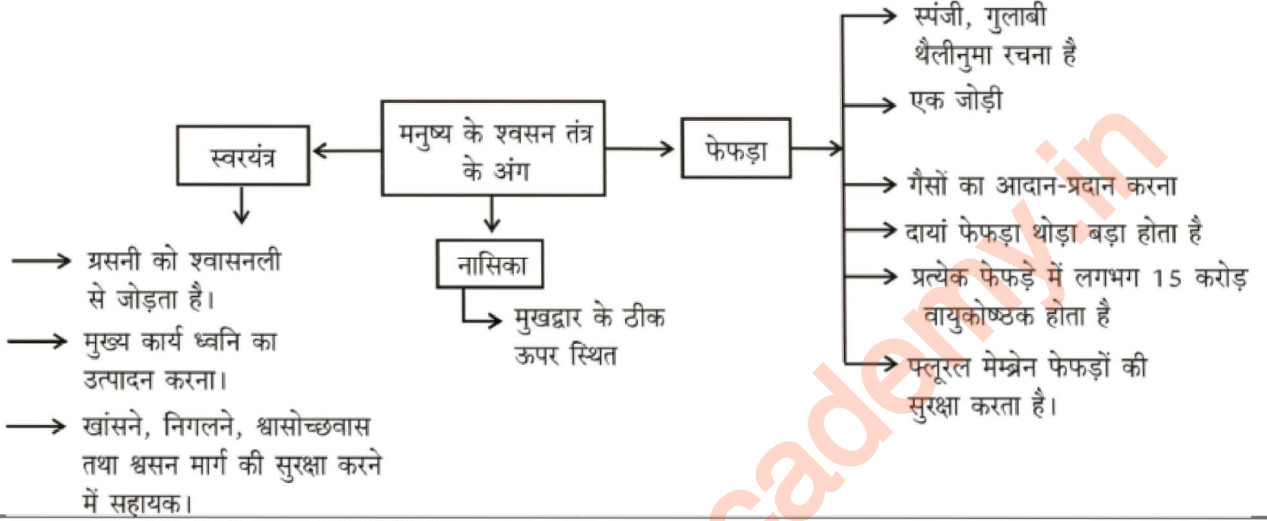 मनुष्य के श्वसन तंत्र
के अंग
स्वरयंत्र
ग्रसनी को श्वासनली
से जोड़ता है।
मुख्य कार्य ध्वनि का
उत्पादन करना।
खांसने, निगलने, श्वासोच्छवास
तथा श्वसन मार्ग की सुरक्षा करने
में सहायक।
नासिका
मुखद्वार के ठीक
ऊपर स्थित
फेफड़ा
स्पंजी, गुलाबी
थैलीनुमा रचना है
एक जोड़ी
गैसों का आदान-प्रदान करना
दायां फेफड़ा थोड़ा बड़ा होता है
प्रत्येक फेफड़े में लगभग 15 करोड़
वायुकोष्ठक होता है
फ्लूरल मेम्ब्रेन फेफड़ों की
सुरक्षा करता है।
cademy.in